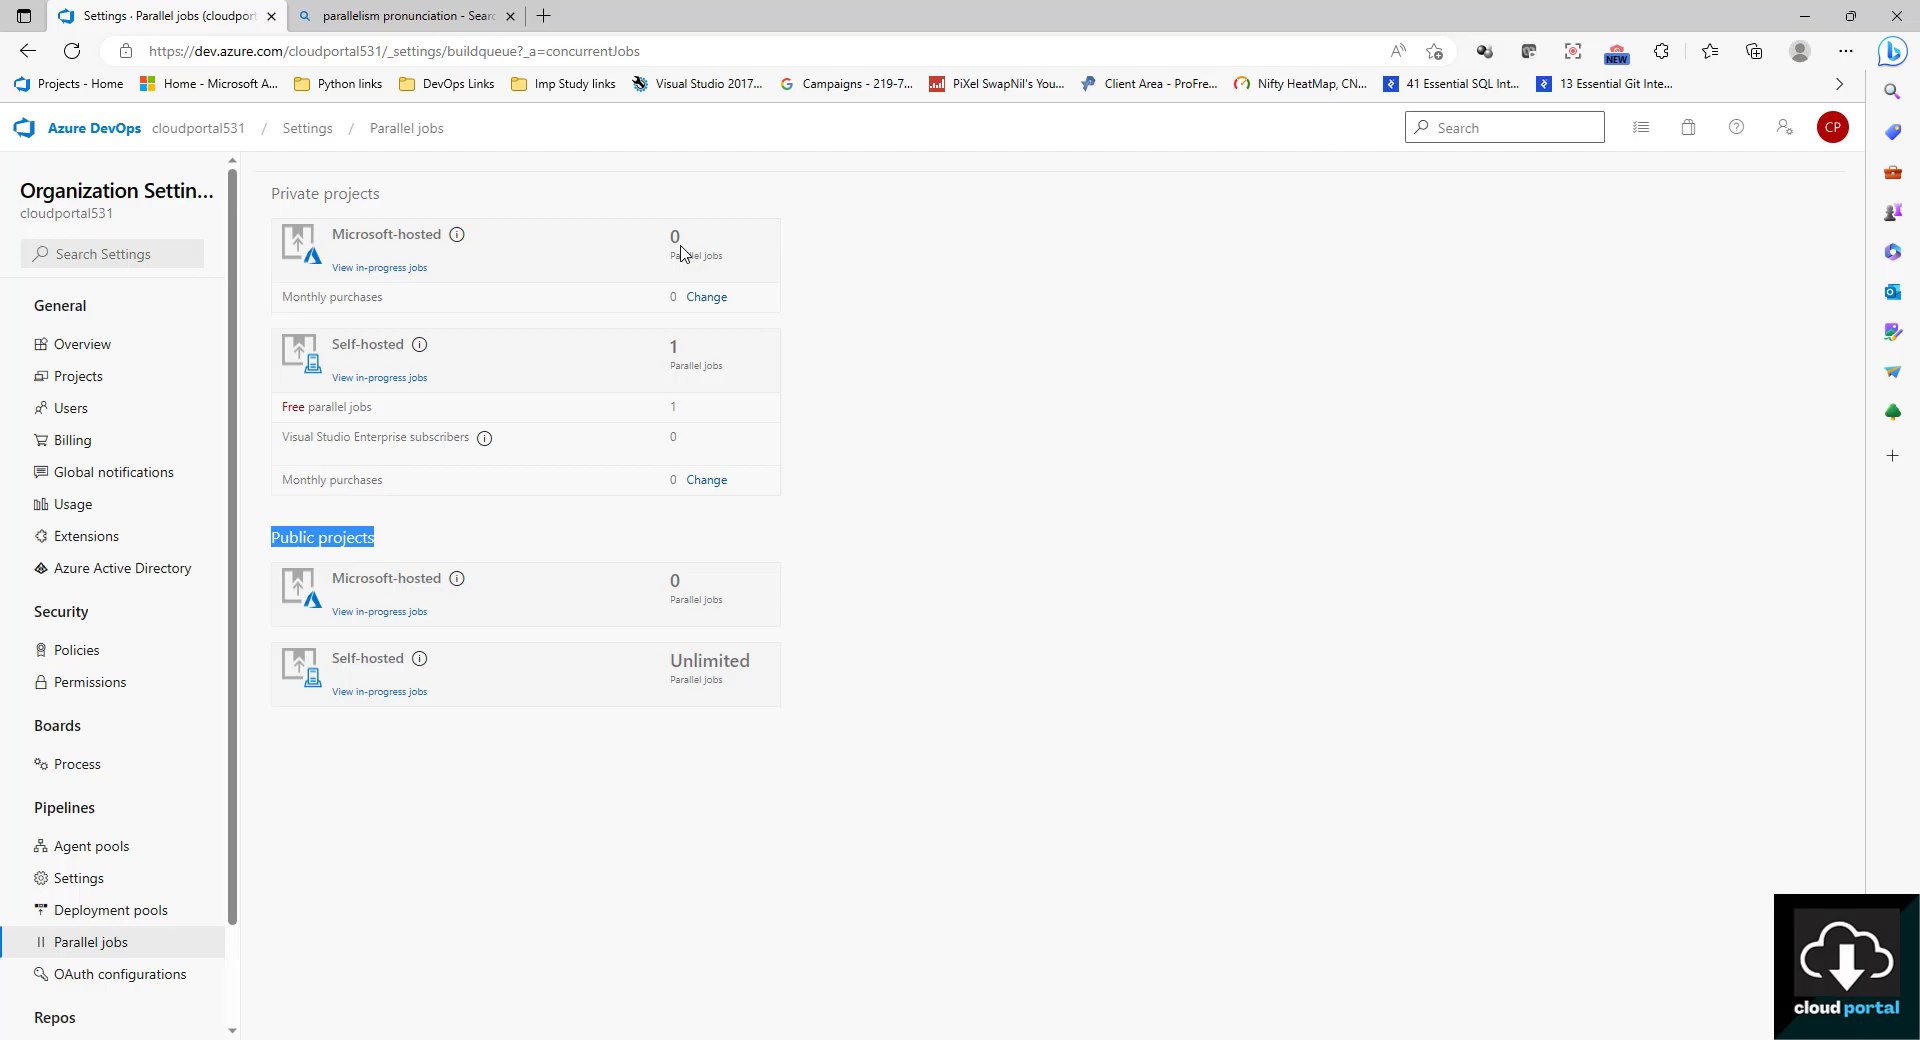 Settings · Parallel jobs (cloudport
parallelism pronunciation - Sear
https://dev.azure.com/cloudportal531/_settings/buildqueue?_a=concurrentJobs
A
NEW
b
Projects - Home
Home - Microsoft A...
Python links
DevOps Links
Imp Study links
Visual Studio 2017...
Campaigns - 219-7...
PiXel SwapNil's You...
Client Area - ProFre...
Nifty HeatMap, CN...
41 Essential SQL Int...
13 Essential Git Inte...
Azure DevOps cloudportal531 / Settings / Parallel jobs
Search
CP
Organization Settin...
cloudportal531
Search Settings
General
Overview
Projects
Users
Billing
Global notifications
Usage
Extensions
Azure Active Directory
Security
Policies
Permissions
Boards
Process
Pipelines
Agent pools
Settings
Deployment pools
Parallel jobs
OAuth configurations
Repos
Private projects
Microsoft-hosted
0
Parallel jobs
View in-progress jobs
Monthly purchases 0 Change
Self-hosted
1
Parallel jobs
View in-progress jobs
Free parallel jobs 1
Visual Studio Enterprise subscribers 0
Monthly purchases 0 Change
Public projects
Microsoft-hosted
0
Parallel jobs
View in-progress jobs
Self-hosted
Unlimited
Parallel jobs
View in-progress jobs
cloud portal